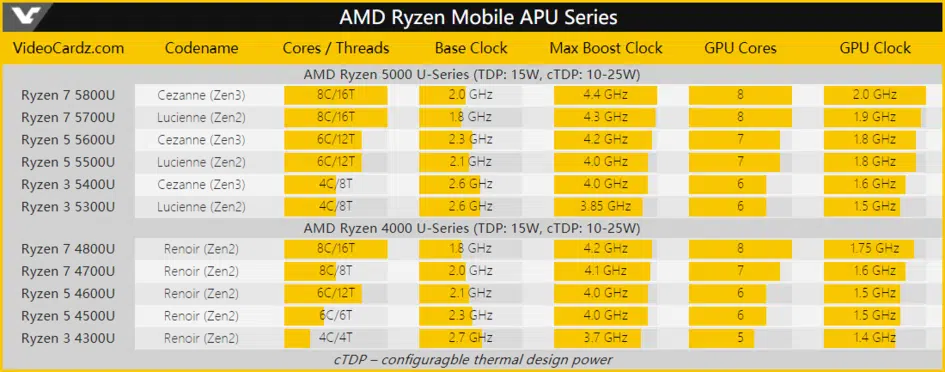 AMD Ryzen Mobile APU Series
VideoCardz.com Codename Cores / Threads Base Clock Max Boost Clock GPU Cores GPU Clock
AMD Ryzen 5000 U-Series (TDP: 15W, cTDP: 10-25W)
Ryzen 7 5800U Cezanne (Zen3) 8C/16T 2.0 GHz 4.4 GHz 8 2.0 GHz
Ryzen 7 5700U Lucienne (Zen2) 8C/16T 1.8 GHz 4.3 GHz 8 1.9 GHz
Ryzen 5 5600U Cezanne (Zen3) 6C/12T 2.3 GHz 4.2 GHz 7 1.8 GHz
Ryzen 5 5500U Lucienne (Zen2) 6C/12T 2.1 GHz 4.0 GHz 7 1.8 GHz
Ryzen 3 5400U Cezanne (Zen3) 4C/8T 2.6 GHz 4.0 GHz 6 1.6 GHz
Ryzen 3 5300U Lucienne (Zen2) 4C/8T 2.6 GHz 3.85 GHz 6 1.5 GHz
AMD Ryzen 4000 U-Series (TDP: 15W, cTDP: 10-25W)
Ryzen 7 4800U Renoir (Zen2) 8C/16T 1.8 GHz 4.2 GHz 8 1.75 GHz
Ryzen 7 4700U Renoir (Zen2) 8C/8T 2.0 GHz 4.1 GHz 7 1.6 GHz
Ryzen 5 4600U Renoir (Zen2) 6C/12T 2.1 GHz 4.0 GHz 6 1.5 GHz
Ryzen 5 4500U Renoir (Zen2) 6C/6T 2.3 GHz 4.0 GHz 6 1.5 GHz
Ryzen 3 4300U Renoir (Zen2) 4C/4T 2.7 GHz 3.7 GHz 5 1.4 GHz
cTDP – configuragble thermal design power